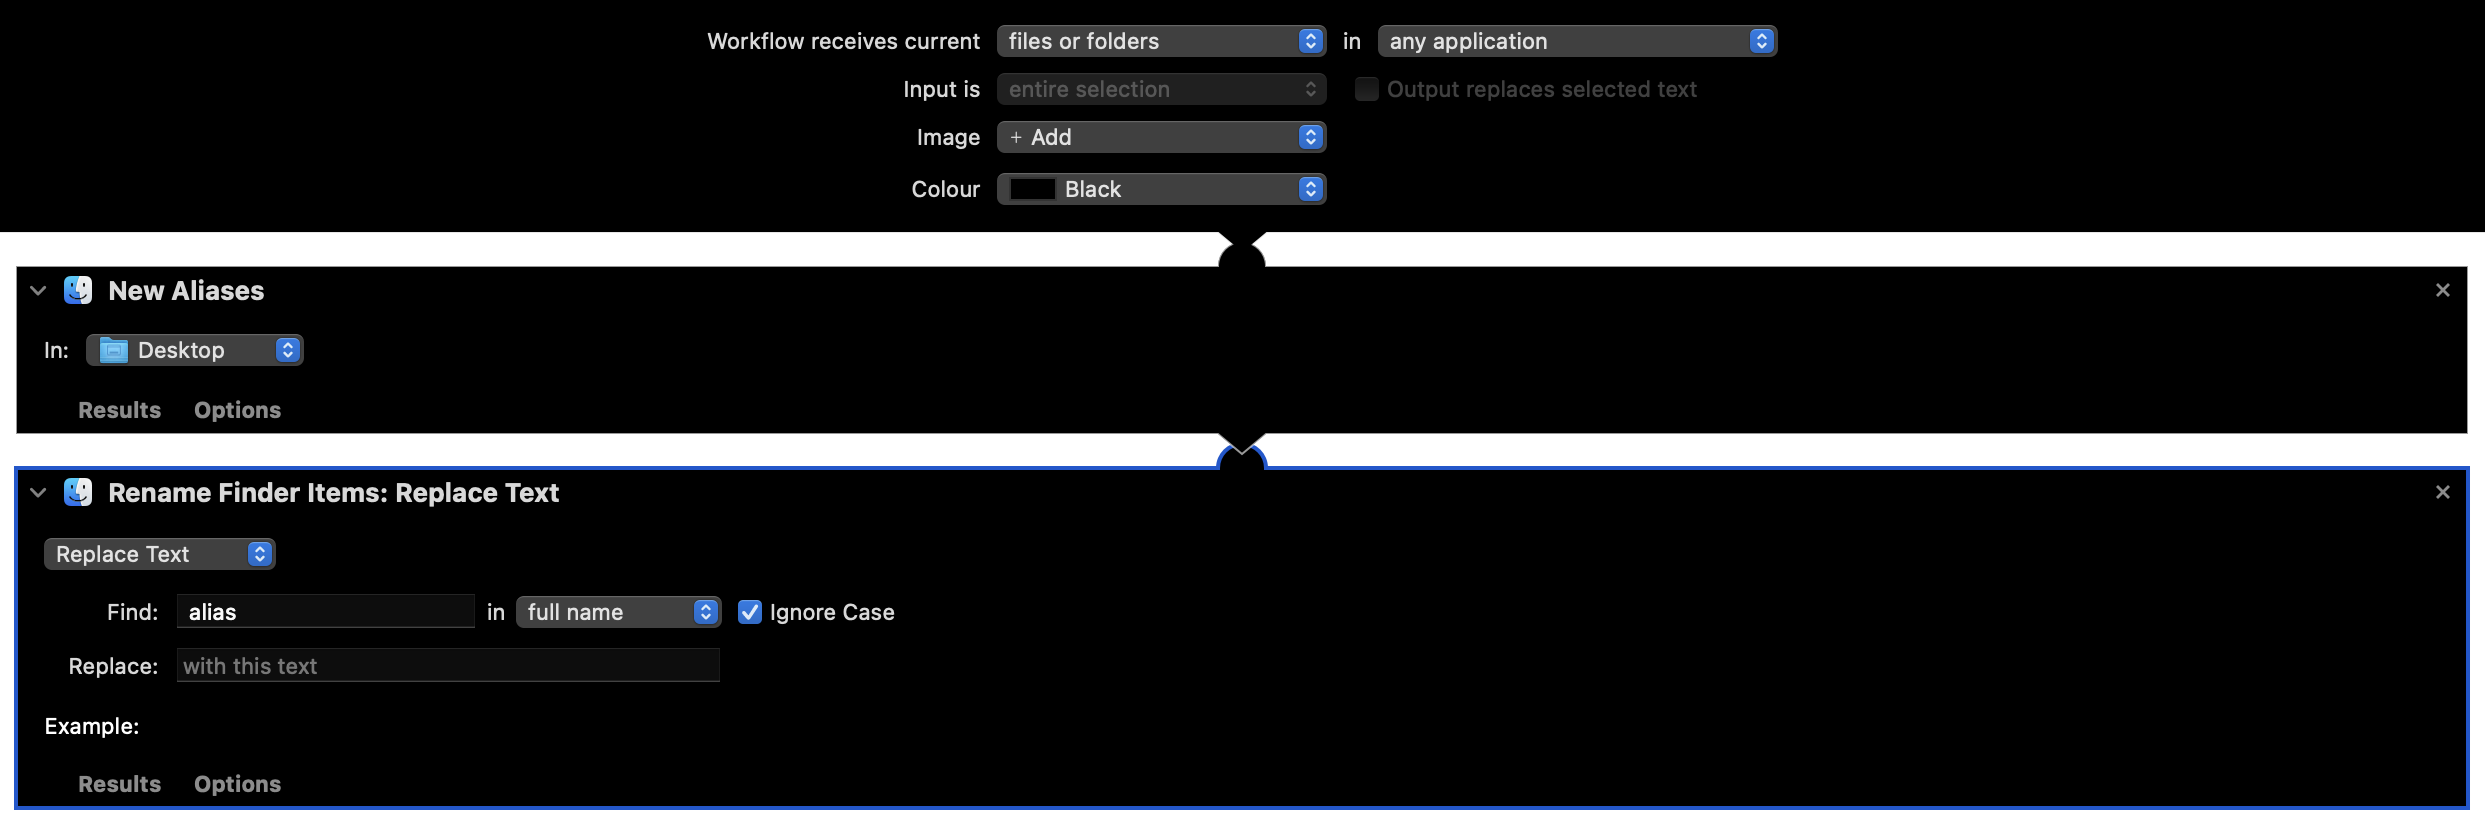 Workflow receives current files or folders in any application
Input is entire selection Output replaces selected text
Image + Add
Colour Black
New Aliases
In: Desktop
Results Options
Rename Finder Items: Replace Text
Replace Text
Find: alias in full name Ignore Case
Replace: with this text
Example:
Results Options